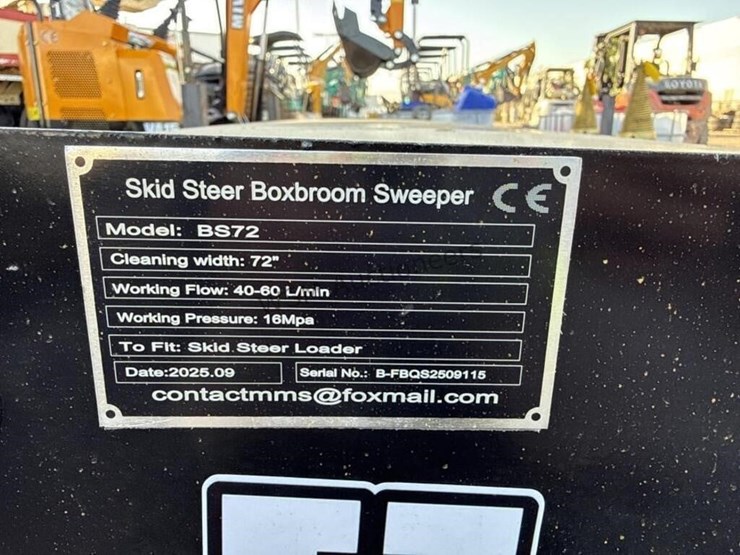 Skid Steer Boxbroom Sweeper CE
Model: BS72
Cleaning width: 72"
Working Flow: 40-60 L/min
Working Pressure: 16Mpa
To Fit: Skid Steer Loader
Date:2025.09 Serial No.: B-FBQS2509115
contactmms@foxmail.com
TOYOTA